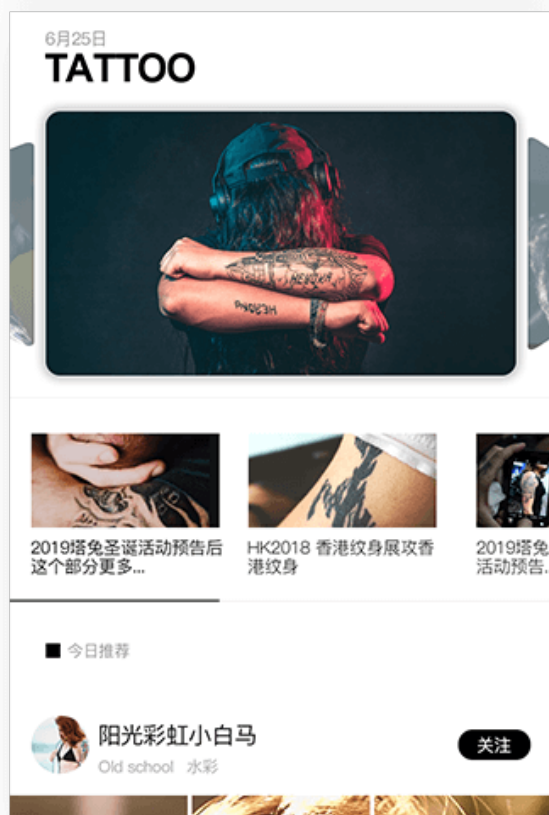 6月25日
TATTOO
2019塔兔圣诞活动预告后
这个部分更多...
HK2018 香港纹身展攻香
港纹身
2019塔兔
活动预告.
今日推荐
阳光彩虹小白马
关注
Old school 水彩